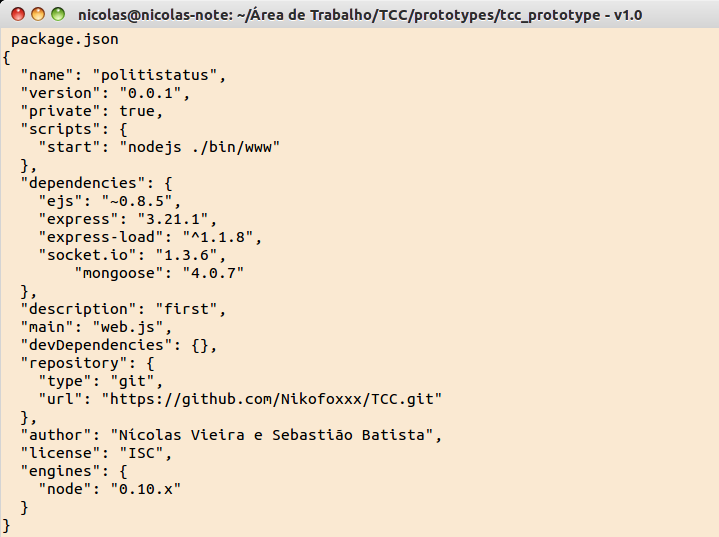 nicolas@nicolas-note: ~/Área de Trabalho/TCC/prototypes/tcc_prototype - v1.0
package.json
{
  "name": "politistatus",
  "version": "0.0.1",
  "private": true,
  "scripts": {
    "start": "nodejs ./bin/www"
  },
  "dependencies": {
    "ejs": "~0.8.5",
    "express": "3.21.1",
    "express-load": "^1.1.8",
    "socket.io": "1.3.6",
        "mongoose": "4.0.7"
  },
  "description": "first",
  "main": "web.js",
  "devDependencies": {},
  "repository": {
    "type": "git",
    "url": "https://github.com/Nikofoxxx/TCC.git"
  },
  "author": "Nícolas Vieira e Sebastião Batista",
  "license": "ISC",
  "engines": {
    "node": "0.10.x"
  }
}